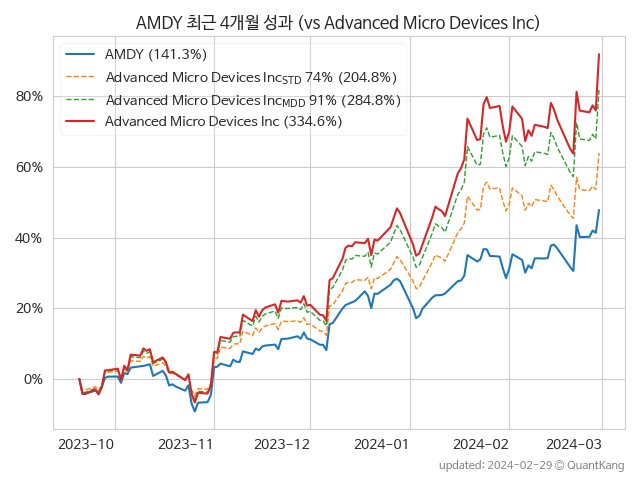 AMDY 최근 4개월 성과 (vs Advanced Micro Devices Inc)
AMDY (141.3%)
Advanced Micro Devices Inc_STD 74% (204.8%)
Advanced Micro Devices Inc_MDD 91% (284.8%)
Advanced Micro Devices Inc (334.6%)
80%
60%
40%
20%
0%
2023-10 2023-11 2023-12 2024-01 2024-02 2024-03
updated: 2024-02-29 © QuantKang